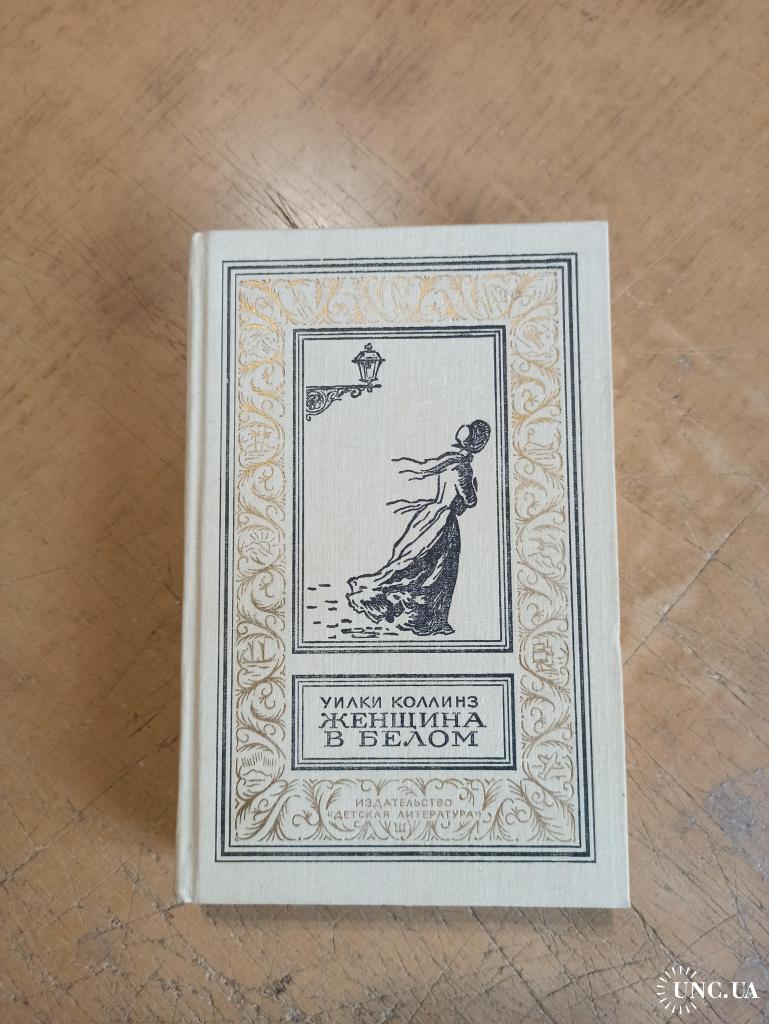 УИЛКИ КОЛЛИНЗ
ЖЕНЩИНА
В БЕЛОМ
ИЗДАТЕЛЬСТВО
«ДЕТСКАЯ ЛИТЕРАТУРА»
UNC.UA